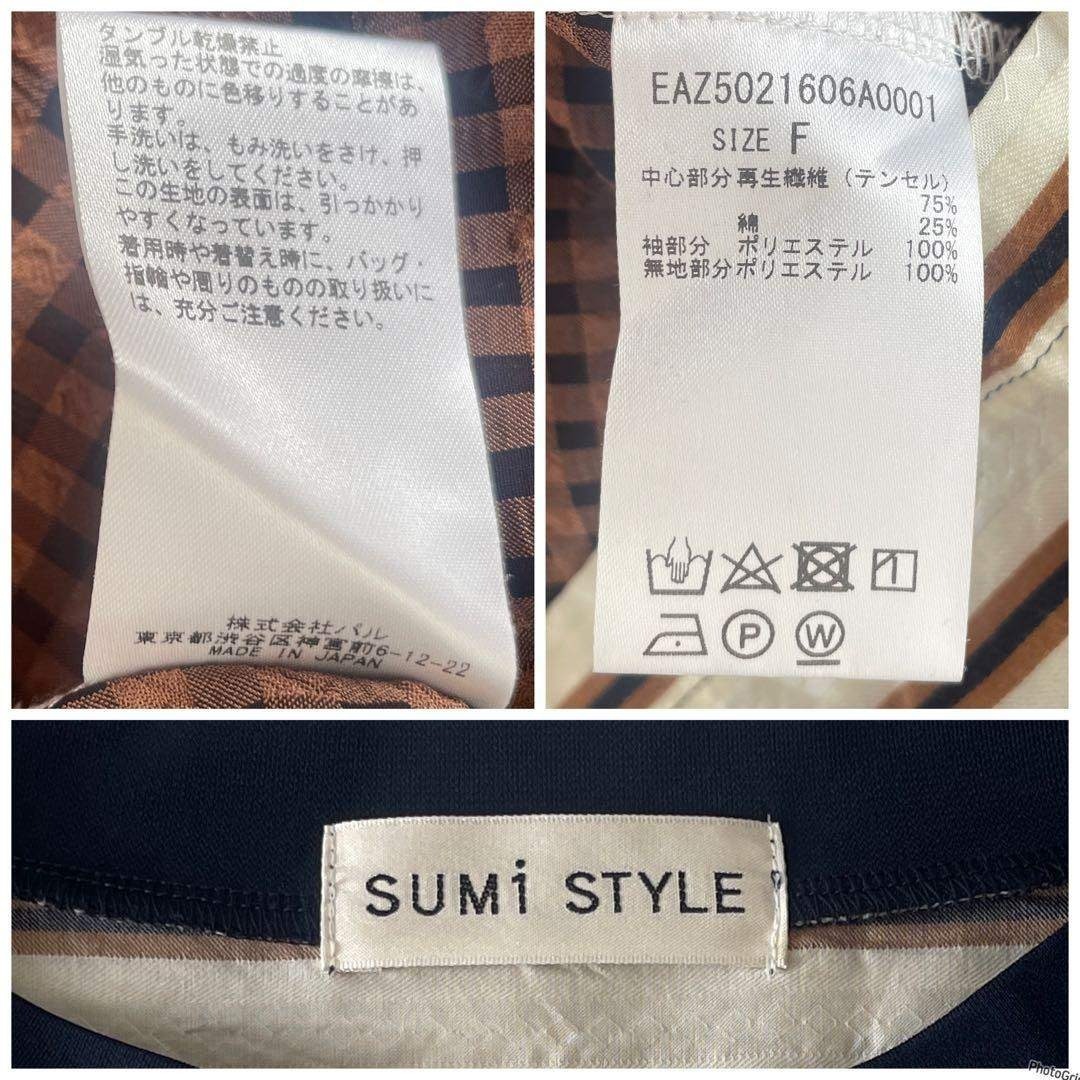 タンブル乾燥禁止
湿気った状態での過度の摩擦は、
他のものに色移りすることがあ
ります。
手洗いは、もみ洗いをさけ、押
し洗いをしてください。
この生地の表面は、引っかかり
やすくなっています。
着用時や着替え時に、バッグ・
指輪や周りのものの取り扱いに
は、充分ご注意ください。
株式会社パル
東京都渋谷区神宮前6-12-22
MADE IN JAPAN
EAZ5021606A0001
SIZE F
中心部分 再生繊維 (テンセル)
75%
綿 25%
袖部分 ポリエステル 100%
無地部分 ポリエステル 100%
P W
SUMi STYLE
PhotoGri